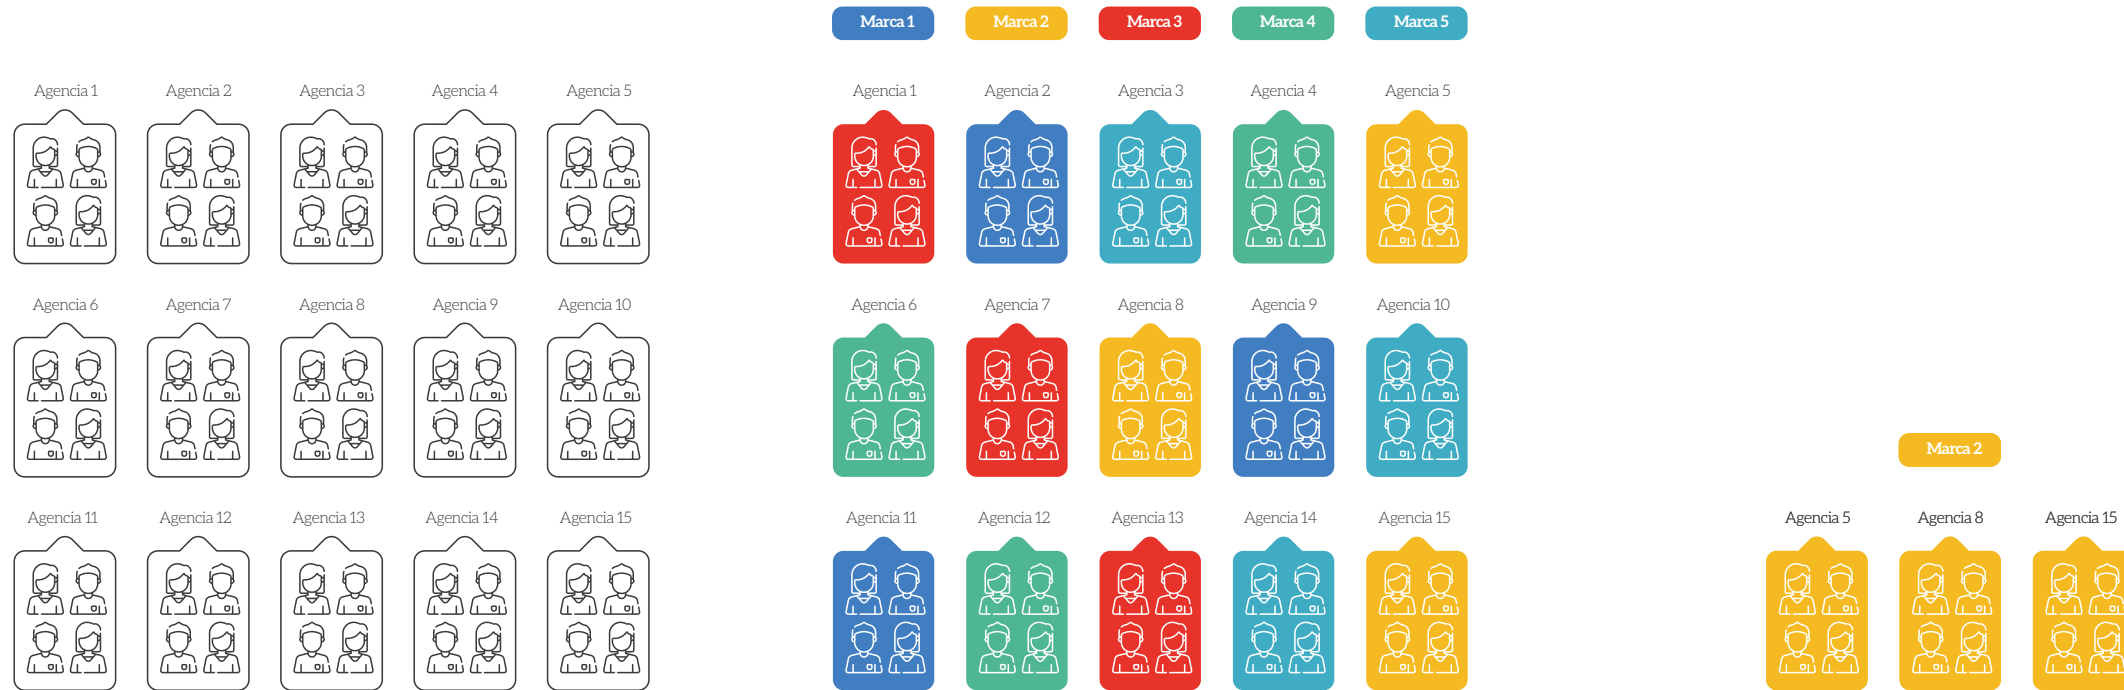 Marca 1 Marca 2 Marca 3 Marca 4 Marca 5
Agencia 1 Agencia 2 Agencia 3 Agencia 4 Agencia 5
Agencia 1 Agencia 2 Agencia 3 Agencia 4 Agencia 5
Agencia 6 Agencia 7 Agencia 8 Agencia 9 Agencia 10
Agencia 6 Agencia 7 Agencia 8 Agencia 9 Agencia 10
Marca 2
Agencia 11 Agencia 12 Agencia 13 Agencia 14 Agencia 15
Agencia 11 Agencia 12 Agencia 13 Agencia 14 Agencia 15
Agencia 5 Agencia 8 Agencia 15